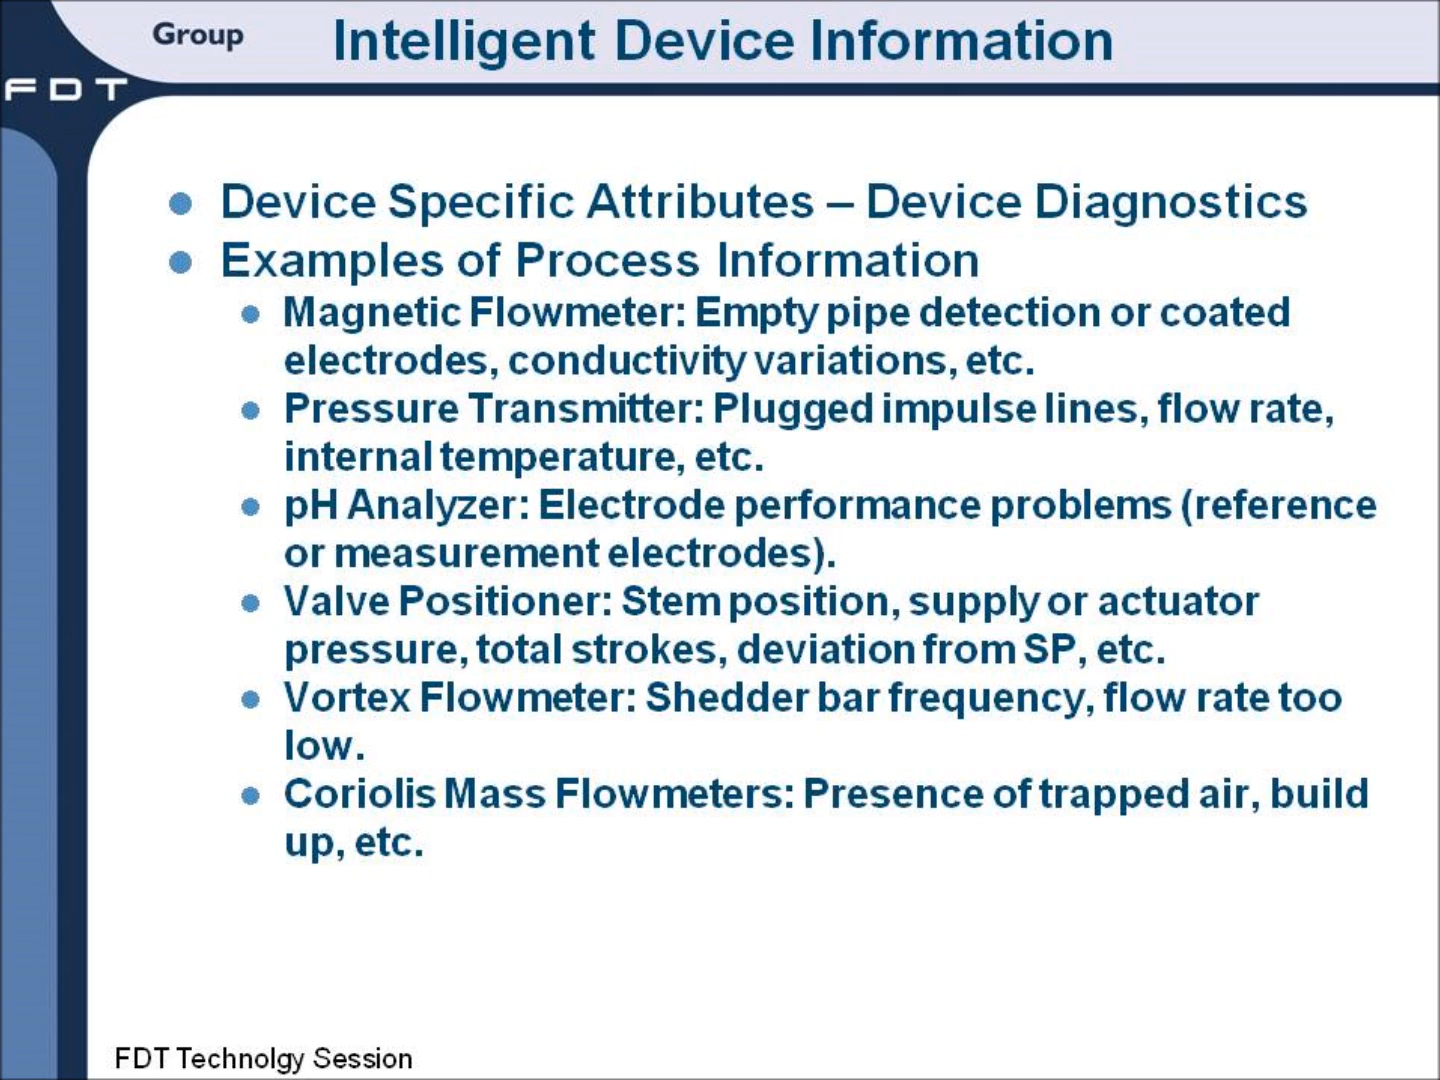 Group
FDT
Intelligent Device Information
Device Specific Attributes – Device Diagnostics
Examples of Process Information
Magnetic Flowmeter: Empty pipe detection or coated
electrodes, conductivity variations, etc.
Pressure Transmitter: Plugged impulse lines, flow rate,
internal temperature, etc.
pH Analyzer: Electrode performance problems (reference
or measurement electrodes).
Valve Positioner: Stem position, supply or actuator
pressure, total strokes, deviation from SP, etc.
Vortex Flowmeter: Shedder bar frequency, flow rate too
low.
Coriolis Mass Flowmeters: Presence of trapped air, build
up, etc.
FDT Technolgy Session